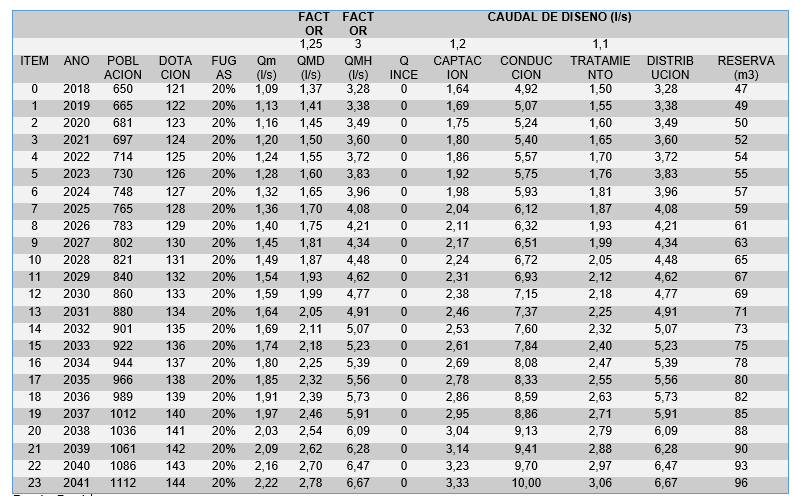 FACT FACT CAUDAL DE DISENO (l/s)
OR OR
1,25 3 1,2 1,1
ITEM ANO POBL DOTA FUG Qm QMD QMH Q CAPTAC CONDUC TRATAMIE DISTRIB RESERVA
ACION CION AS (l/s) (l/s) (l/s) INCE ION CION NTO UCION (m3)
0 2018 650 121 20% 1,09 1,37 3,28 0 1,64 4,92 1,50 3,28 47
1 2019 665 122 20% 1,13 1,41 3,38 0 1,69 5,07 1,55 3,38 49
2 2020 681 123 20% 1,16 1,45 3,49 0 1,75 5,24 1,60 3,49 50
3 2021 697 124 20% 1,20 1,50 3,60 0 1,80 5,40 1,65 3,60 52
4 2022 714 125 20% 1,24 1,55 3,72 0 1,86 5,57 1,70 3,72 54
5 2023 730 126 20% 1,28 1,60 3,83 0 1,92 5,75 1,76 3,83 55
6 2024 748 127 20% 1,32 1,65 3,96 0 1,98 5,93 1,81 3,96 57
7 2025 765 128 20% 1,36 1,70 4,08 0 2,04 6,12 1,87 4,08 59
8 2026 783 129 20% 1,40 1,75 4,21 0 2,11 6,32 1,93 4,21 61
9 2027 802 130 20% 1,45 1,81 4,34 0 2,17 6,51 1,99 4,34 63
10 2028 821 131 20% 1,49 1,87 4,48 0 2,24 6,72 2,05 4,48 65
11 2029 840 132 20% 1,54 1,93 4,62 0 2,31 6,93 2,12 4,62 67
12 2030 860 133 20% 1,59 1,99 4,77 0 2,38 7,15 2,18 4,77 69
13 2031 880 134 20% 1,64 2,05 4,91 0 2,46 7,37 2,25 4,91 71
14 2032 901 135 20% 1,69 2,11 5,07 0 2,53 7,60 2,32 5,07 73
15 2033 922 136 20% 1,74 2,18 5,23 0 2,61 7,84 2,40 5,23 75
16 2034 944 137 20% 1,80 2,25 5,39 0 2,69 8,08 2,47 5,39 78
17 2035 966 138 20% 1,85 2,32 5,56 0 2,78 8,33 2,55 5,56 80
18 2036 989 139 20% 1,91 2,39 5,73 0 2,86 8,59 2,63 5,73 82
19 2037 1012 140 20% 1,97 2,46 5,91 0 2,95 8,86 2,71 5,91 85
20 2038 1036 141 20% 2,03 2,54 6,09 0 3,04 9,13 2,79 6,09 88
21 2039 1061 142 20% 2,09 2,62 6,28 0 3,14 9,41 2,88 6,28 90
22 2040 1086 143 20% 2,16 2,70 6,47 0 3,23 9,70 2,97 6,47 93
23 2041 1112 144 20% 2,22 2,78 6,67 0 3,33 10,00 3,06 6,67 96